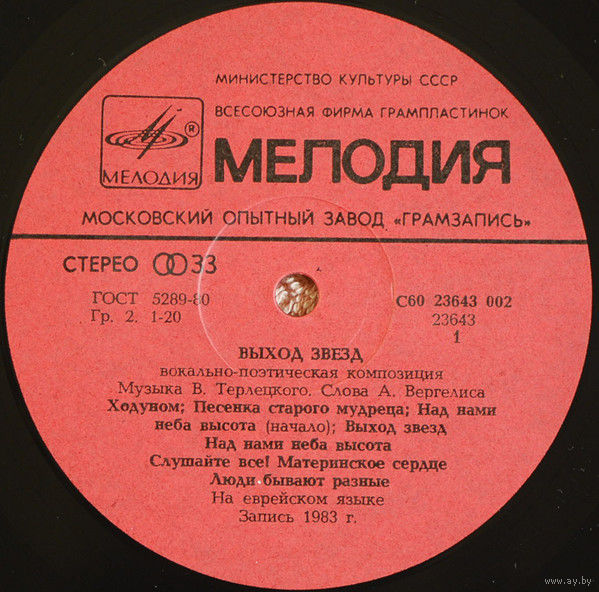 МИНИСТЕРСТВО КУЛЬТУРЫ СССР
ВСЕСОЮЗНАЯ ФИРМА ГРАМПЛАСТИНОК
® МЕЛОДИЯ
МЕЛОДИЯ
МОСКОВСКИЙ ОПЫТНЫЙ ЗАВОД «ГРАМЗАПИСЬ»
СТЕРЕО 33
ГОСТ 5289-80
Гр. 2. 1-20
С60 23643 002
23643
1
ВЫХОД ЗВЕЗД
вокально-поэтическая композиция
Музыка В. Терлецкого. Слова А. Вергелиса
Ходуном; Песенка старого мудреца; Над нами
неба высота (начало); Выход звезд
Над нами неба высота
Слушайте все! Материнское сердце
Люди бывают разные
На еврейском языке
Запись 1983 г.
www.ay.by